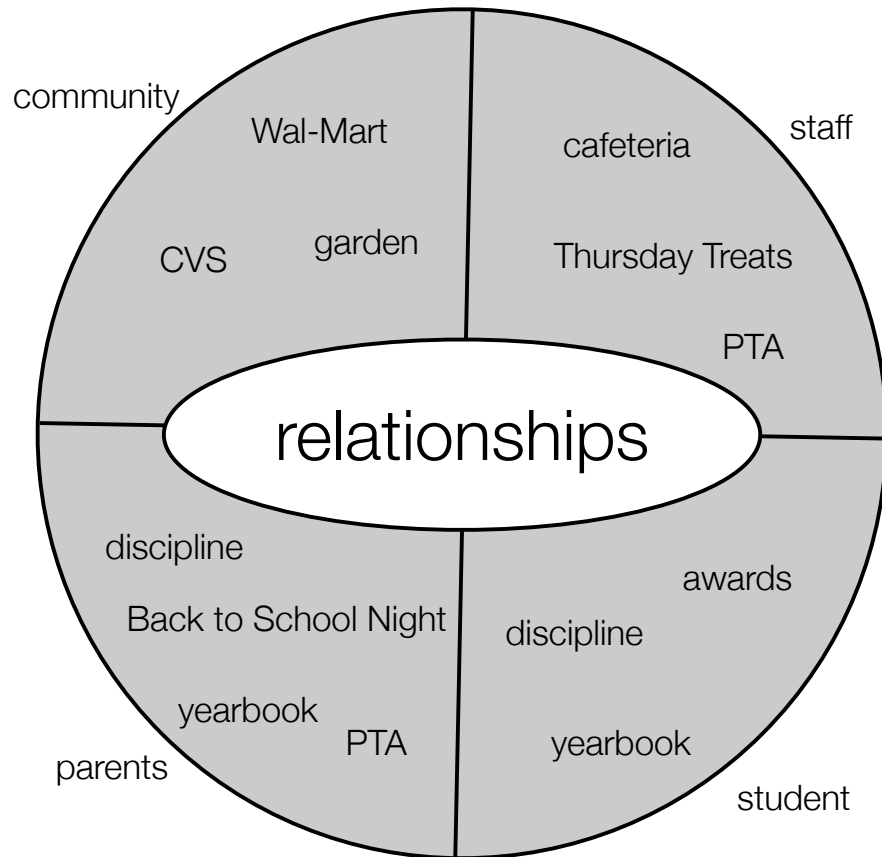 community
Wal-Mart
CVS
garden
staff
cafeteria
Thursday Treats
PTA
relationships
discipline
Back to School Night
yearbook
PTA
parents
awards
discipline
yearbook
student